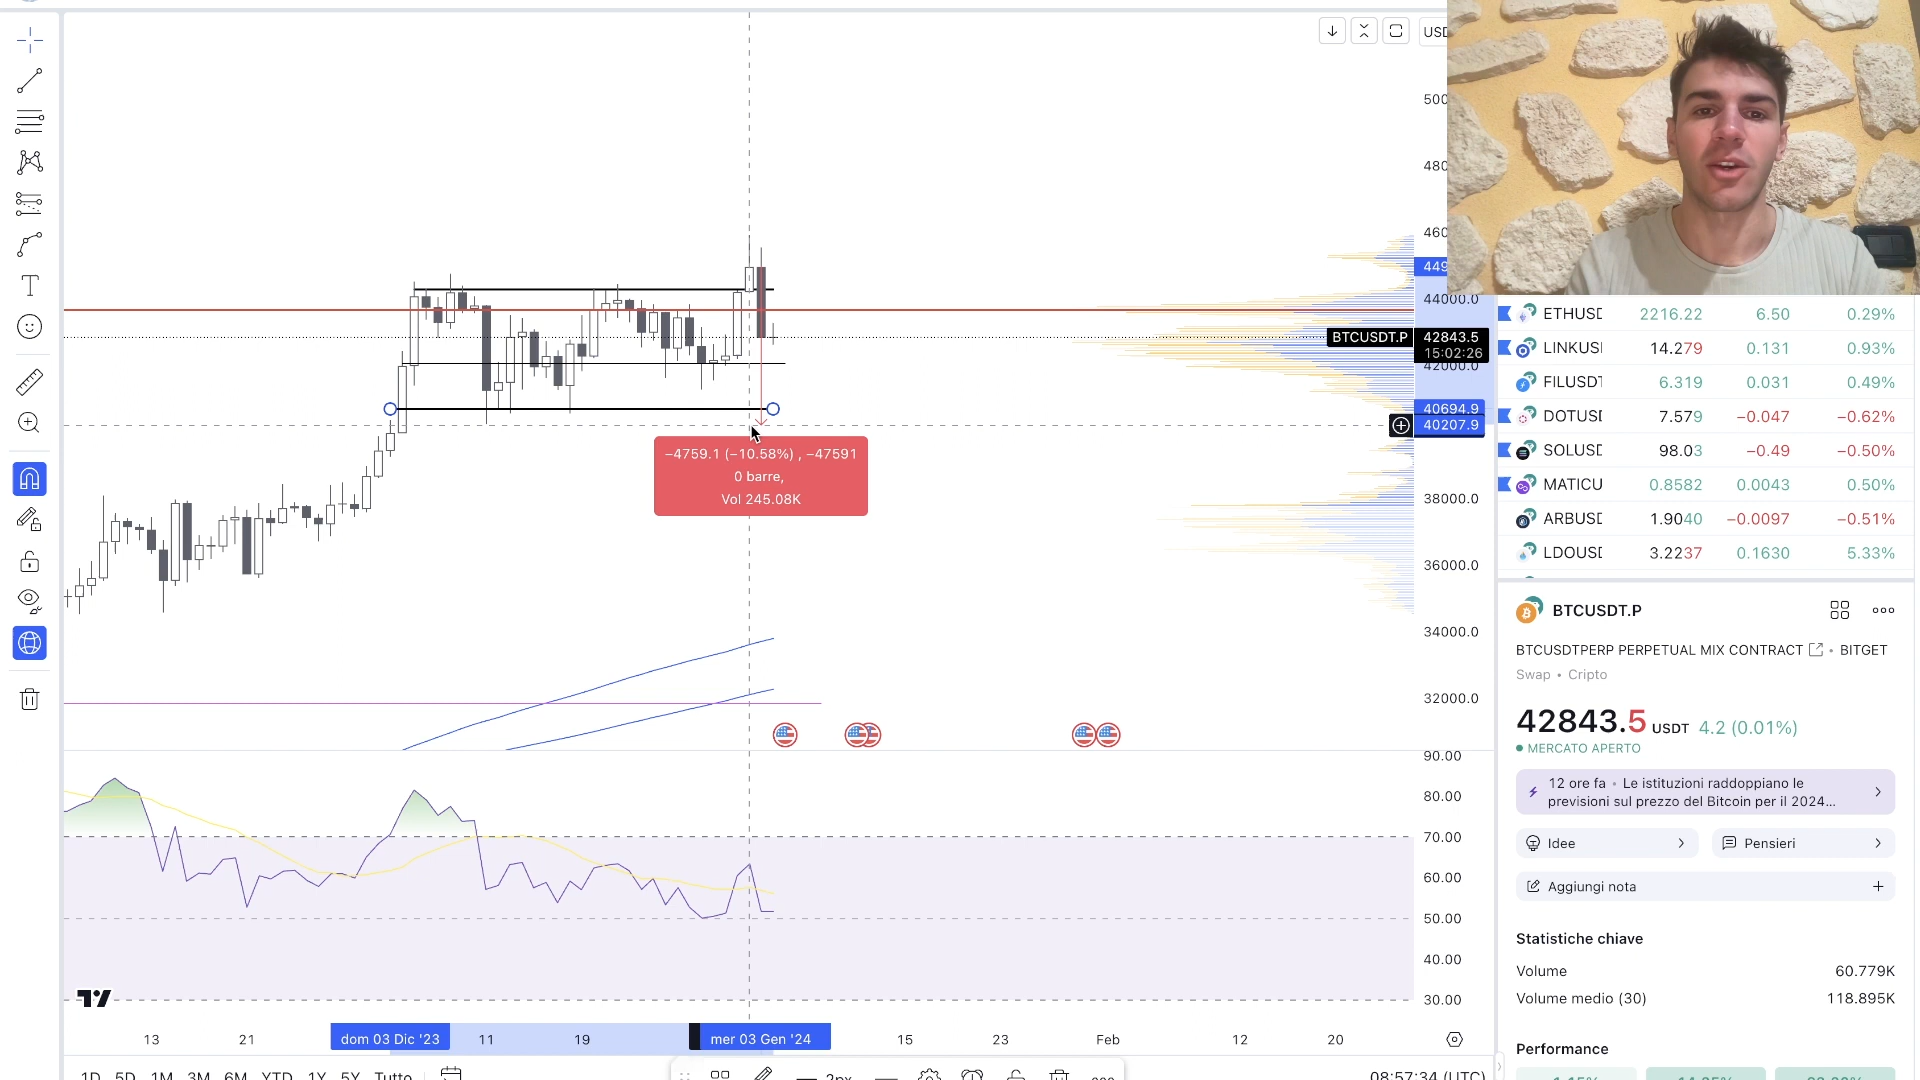 USD
500
480
460
449
44000.0
BTCUSDT.P 42843.5
15:02:26
42000.0
40694.9
40207.9
−4759.1 (−10.58%) , −47591
0 barre,
Vol 245.08K
38000.0
36000.0
34000.0
32000.0
90.00
80.00
70.00
60.00
50.00
40.00
30.00
13 21 dom 03 Dic '23 11 19 mer 03 Gen '24 15 23 Feb 12 20
1D 5D 1M 3M 6M YTD 1Y 5Y Tutto
2px
08:57:34 (UTC)
ETHUSD 2216.22 6.50 0.29%
LINKUS 14.279 0.131 0.93%
FILUSDT 6.319 0.031 0.49%
DOTUSD 7.579 −0.047 −0.62%
SOLUSD 98.03 −0.49 −0.50%
MATICU 0.8582 0.0043 0.50%
ARBUSD 1.9040 −0.0097 −0.51%
LDOUSD 3.2237 0.1630 5.33%
BTCUSDT.P
BTCUSDTPERP PERPETUAL MIX CONTRACT • BITGET
Swap • Cripto
42843.5 USDT 4.2 (0.01%)
MERCATO APERTO
12 ore fa • Le istituzioni raddoppiano le
previsioni sul prezzo del Bitcoin per il 2024...
Idee
Pensieri
Aggiungi nota
Statistiche chiave
Volume 60.779K
Volume medio (30) 118.895K
Performance